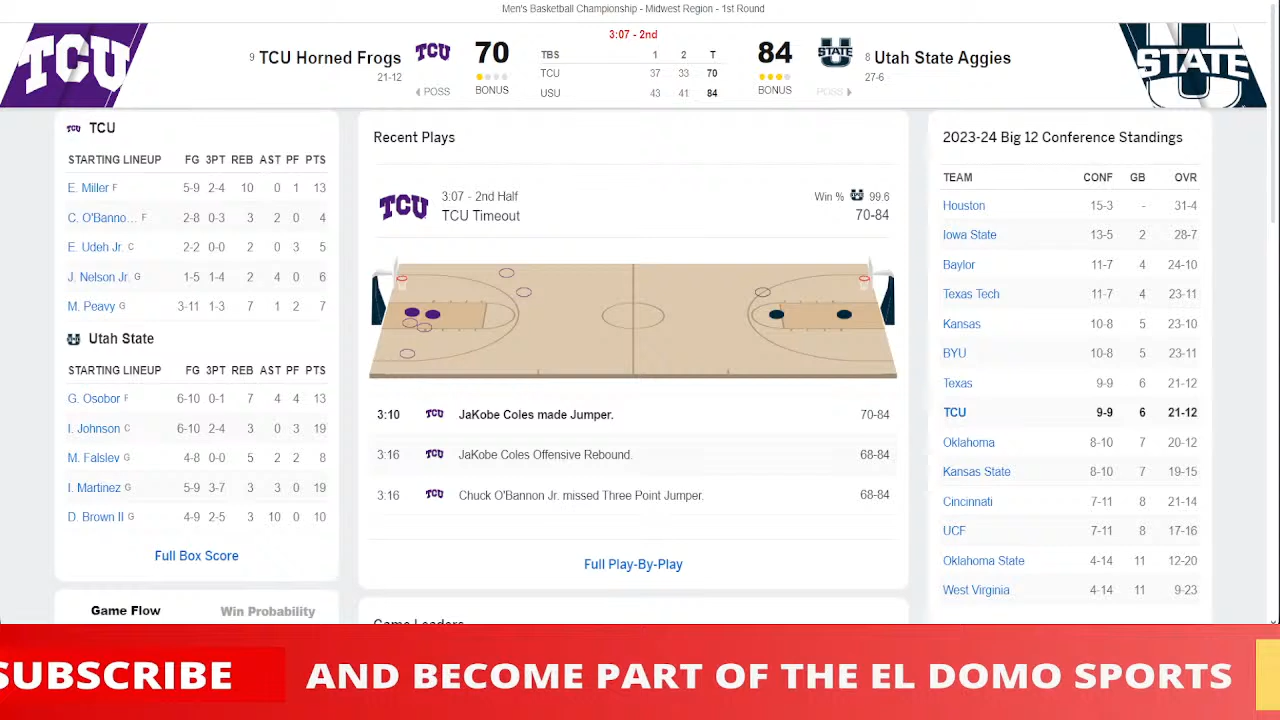 Men's Basketball Championship - Midwest Region - 1st Round
TCU
9 TCU Horned Frogs
21-12
TCU
POSS
70
BONUS
3:07 - 2nd
TBS 1 2 T
TCU 37 33 70
USU 43 41 84
84
BONUS
STATE
POSS
8 Utah State Aggies
27-6
STATE
TCU TCU
STARTING LINEUP FG 3PT REB AST PF PTS
E. Miller F 5-9 2-4 10 0 1 13
C. O'Banno... F 2-8 0-3 3 2 0 4
E. Udeh Jr. C 2-2 0-0 2 0 3 5
J. Nelson Jr. G 1-5 1-4 2 4 0 6
M. Peavy G 3-11 1-3 7 1 2 7
Utah State
STARTING LINEUP FG 3PT REB AST PF PTS
G. Osobor F 6-10 0-1 7 4 4 13
I. Johnson C 6-10 2-4 3 0 3 19
M. Falslev G 4-8 0-0 5 2 2 8
I. Martinez G 5-9 3-7 3 3 0 19
D. Brown II G 4-9 2-5 3 10 0 10
Full Box Score
Game Flow Win Probability
Recent Plays
TCU
3:07 - 2nd Half
TCU Timeout
Win % 99.6
70-84
3:10 TCU JaKobe Coles made Jumper. 70-84
3:16 TCU JaKobe Coles Offensive Rebound. 68-84
3:16 TCU Chuck O'Bannon Jr. missed Three Point Jumper. 68-84
Full Play-By-Play
Game Leaders
2023-24 Big 12 Conference Standings
TEAM CONF GB OVR
Houston 15-3 - 31-4
Iowa State 13-5 2 28-7
Baylor 11-7 4 24-10
Texas Tech 11-7 4 23-11
Kansas 10-8 5 23-10
BYU 10-8 5 23-11
Texas 9-9 6 21-12
TCU 9-9 6 21-12
Oklahoma 8-10 7 20-12
Kansas State 8-10 7 19-15
Cincinnati 7-11 8 21-14
UCF 7-11 8 17-16
Oklahoma State 4-14 11 12-20
West Virginia 4-14 11 9-23
SUBSCRIBE AND BECOME PART OF THE EL DOMO SPORTS